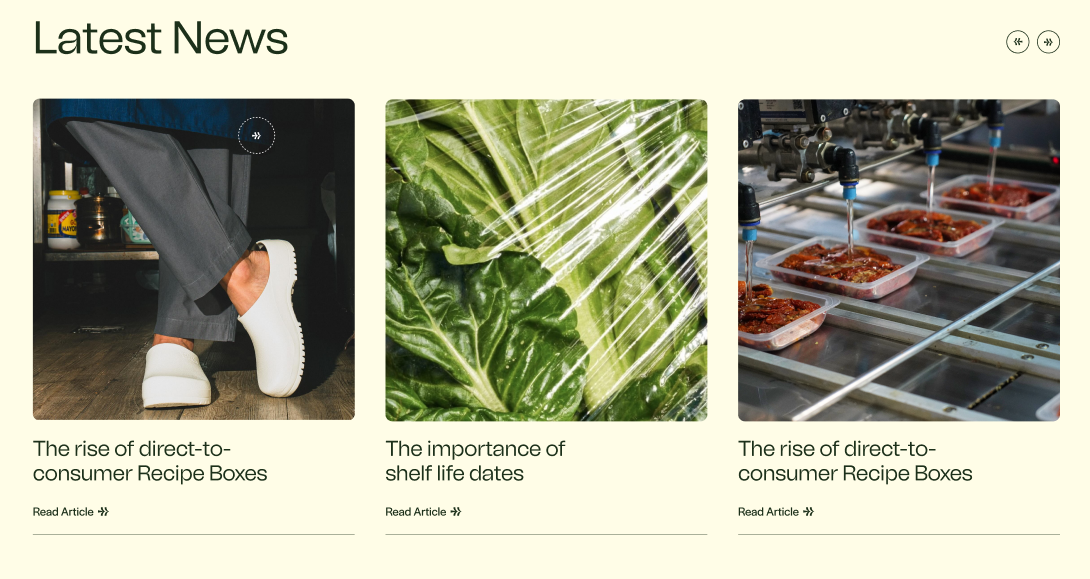 Latest News
The rise of direct-to-
consumer Recipe Boxes
Read Article
The importance of
shelf life dates
Read Article
The rise of direct-to-
consumer Recipe Boxes
Read Article